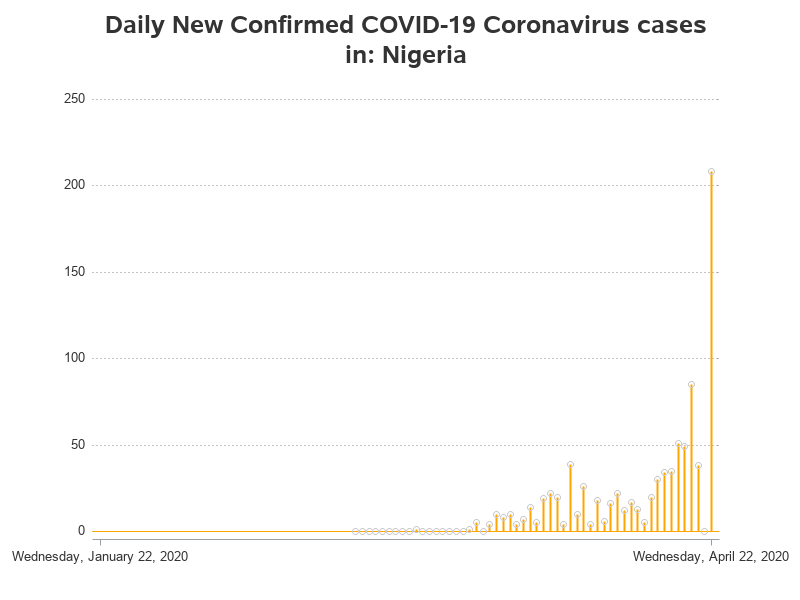 Daily New Confirmed COVID-19 Coronavirus cases
in: Nigeria
250
200
150
100
50
0
Wednesday, January 22, 2020
Wednesday, April 22, 2020